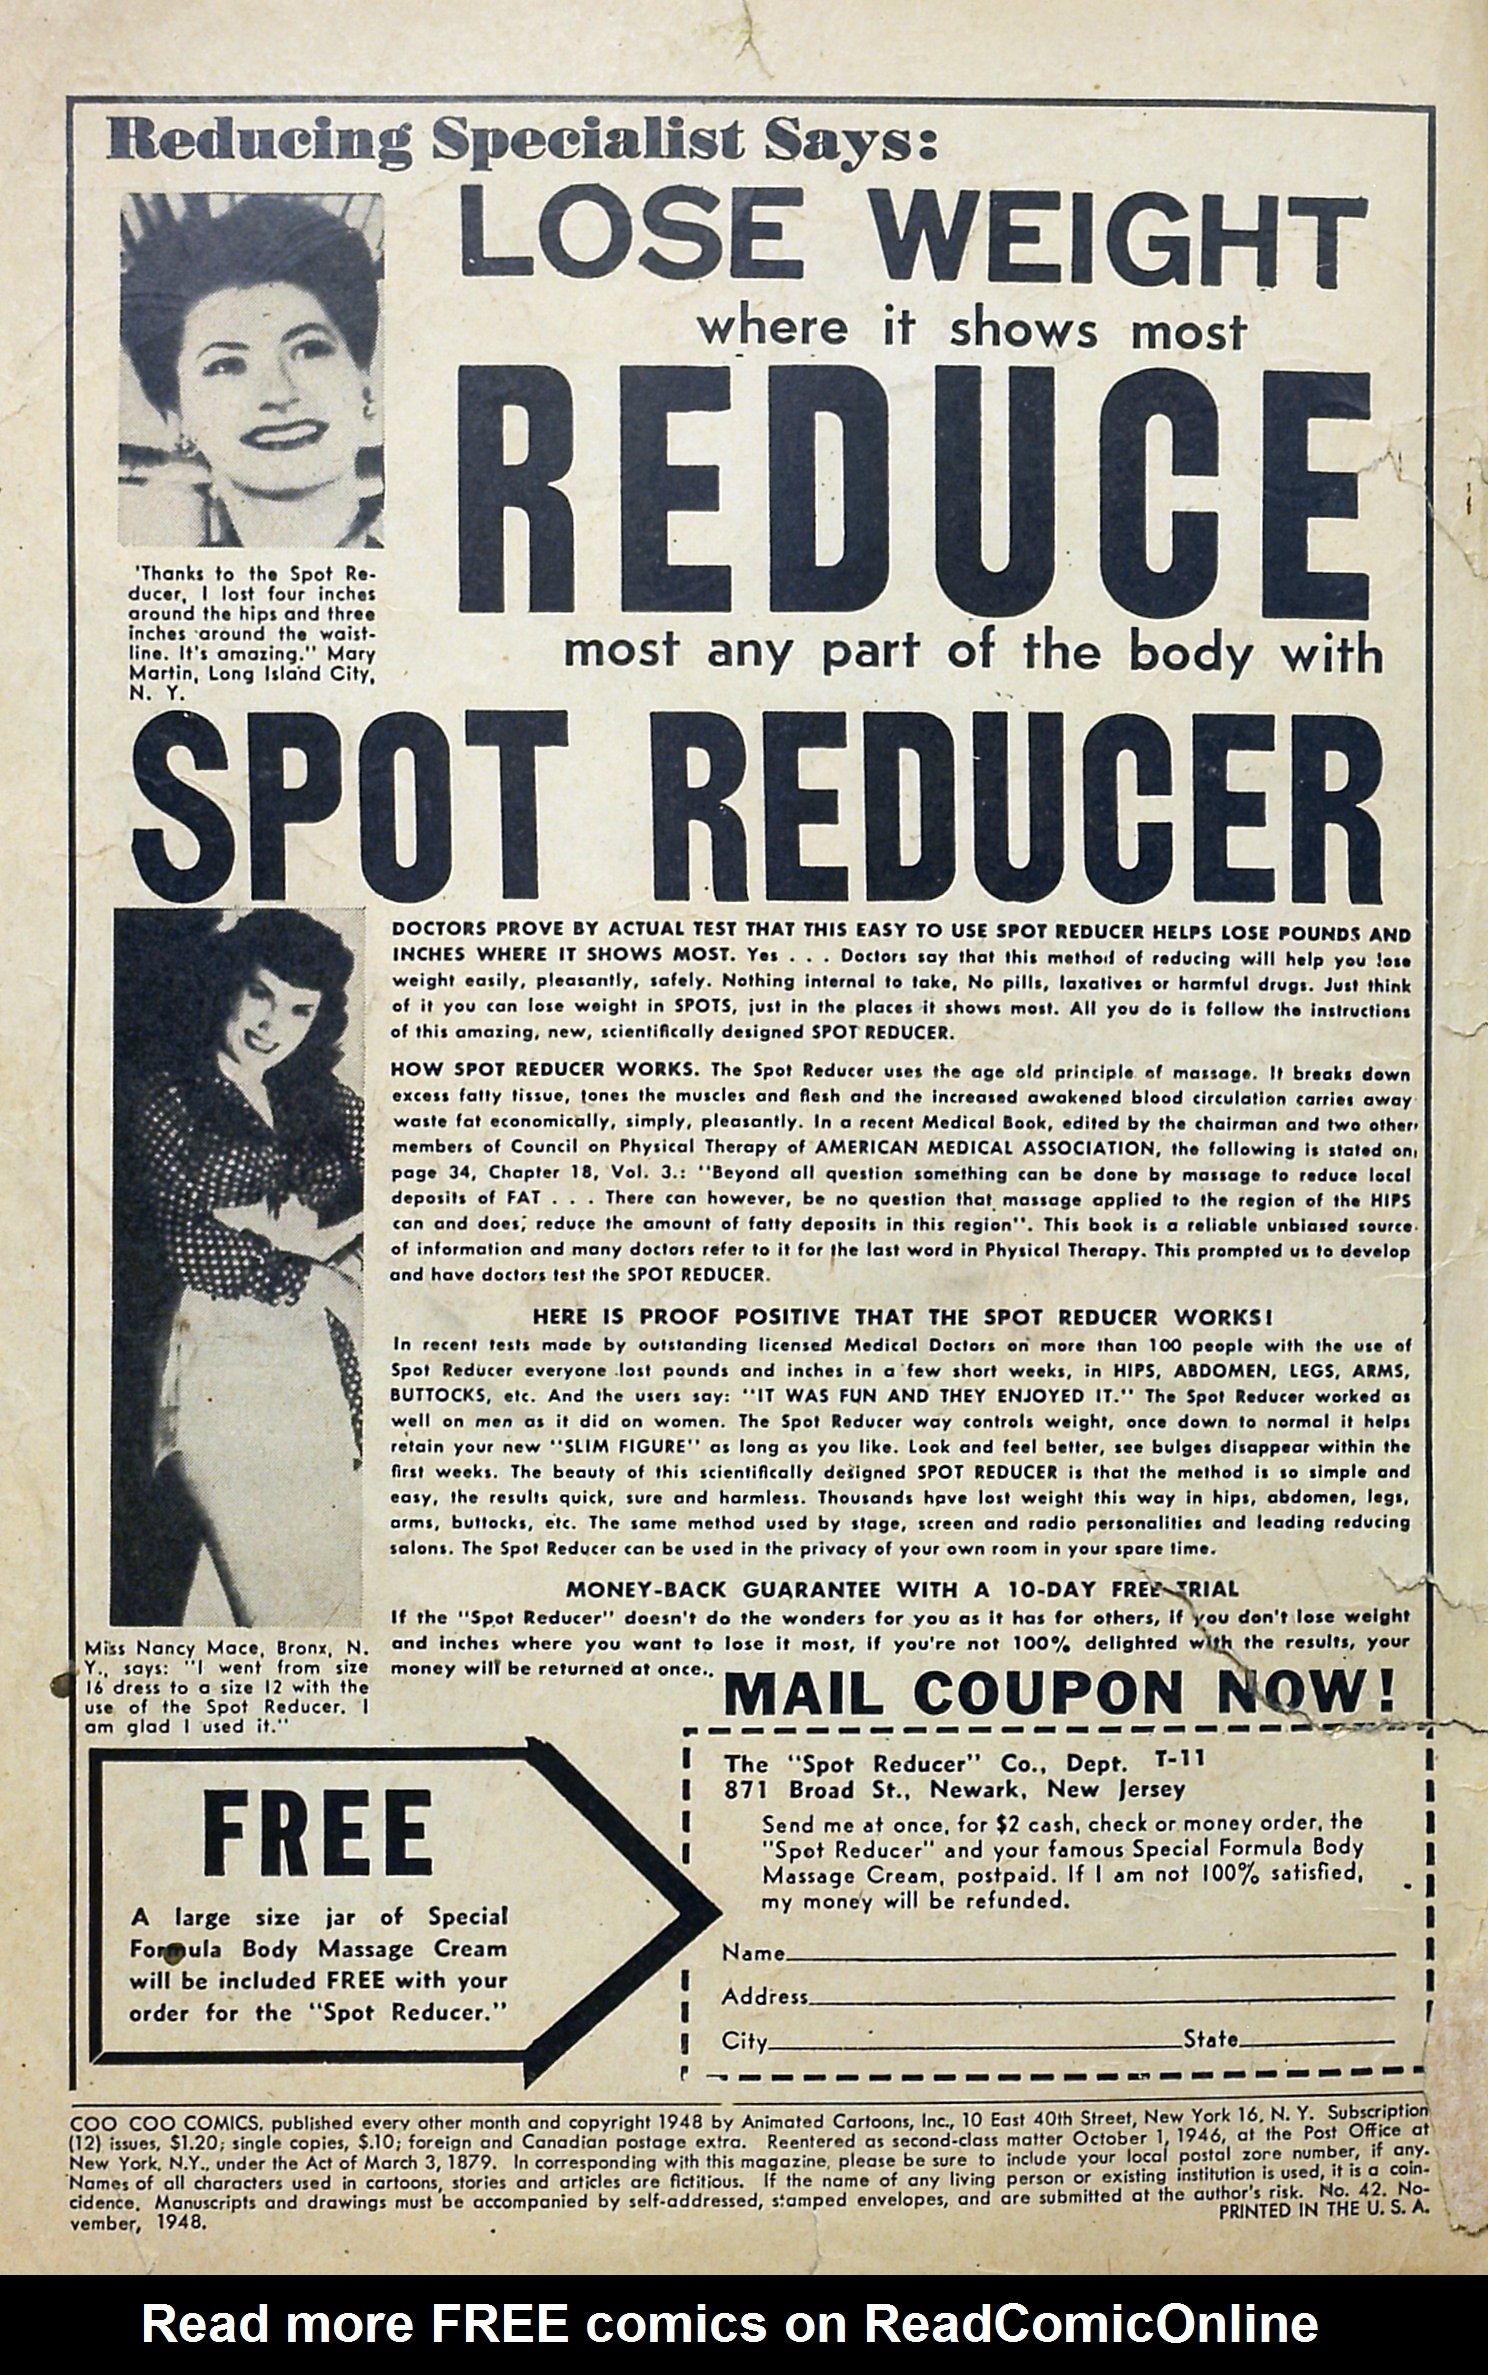 Reducing Specialist Says:
LOSE WEIGHT
where it shows most
REDUCE
most any part of the body with
'Thanks to the Spot Re-
ducer, I lost four inches
around the hips and three
inches around the waist-
line. It's amazing." Mary
Martin, Long Island City,
N. Y.
SPOT REDUCER
DOCTORS PROVE BY ACTUAL TEST THAT THIS EASY TO USE SPOT REDUCER HELPS LOSE POUNDS AND
INCHES WHERE IT SHOWS MOST. Yes . . . Doctors say that this method of reducing will help you lose
weight easily, pleasantly, safely. Nothing internal to take, No pills, laxatives or harmful drugs. Just think
of it you can lose weight in SPOTS, just in the places it shows most. All you do is follow the instructions
of this amazing, new, scientifically designed SPOT REDUCER.
HOW SPOT REDUCER WORKS. The Spot Reducer uses the age old principle of massage. It breaks down
excess fatty tissue, tones the muscles and flesh and the increased awakened blood circulation carries away
waste fat economically, simply, pleasantly. In a recent Medical Book, edited by the chairman and two other
members of Council on Physical Therapy of AMERICAN MEDICAL ASSOCIATION, the following is stated on
page 34, Chapter 18, Vol. 3.: "Beyond all question something can be done by massage to reduce local
deposits of FAT . . . There can however, be no question that massage applied to the region of the HIPS
can and does, reduce the amount of fatty deposits in this region". This book is a reliable unbiased source
of information and many doctors refer to it for the last word in Physical Therapy. This prompted us to develop
and have doctors test the SPOT REDUCER.
HERE IS PROOF POSITIVE THAT THE SPOT REDUCER WORKS!
In recent tests made by outstanding licensed Medical Doctors on more than 100 people with the use of
Spot Reducer everyone lost pounds and inches in a few short weeks, in HIPS, ABDOMEN, LEGS, ARMS,
BUTTOCKS, etc. And the users say: "IT WAS FUN AND THEY ENJOYED IT." The Spot Reducer worked as
well on men as it did on women. The Spot Reducer way controls weight, once down to normal it helps
retain your new "SLIM FIGURE" as long as you like. Look and feel better, see bulges disappear within the
first weeks. The beauty of this scientifically designed SPOT REDUCER is that the method is so simple and
easy, the results quick, sure and harmless. Thousands have lost weight this way in hips, abdomen, legs,
arms, buttocks, etc. The same method used by stage, screen and radio personalities and leading reducing
salons. The Spot Reducer can be used in the privacy of your own room in your spare time.
MONEY-BACK GUARANTEE WITH A 10-DAY FREE TRIAL
If the "Spot Reducer" doesn't do the wonders for you as it has for others, if you don't lose weight
and inches where you want to lose it most, if you're not 100% delighted with the results, your
money will be returned at once.
Miss Nancy Mace, Bronx, N.
Y., says: "I went from size
16 dress to a size 12 with the
use of the Spot Reducer. I
am glad I used it."
MAIL COUPON NOW!
FREE
A large size jar of Special
Formula Body Massage Cream
will be included FREE with your
order for the "Spot Reducer."
The "Spot Reducer" Co., Dept. T-11
871 Broad St., Newark, New Jersey
Send me at once, for $2 cash, check or money order, the
"Spot Reducer" and your famous Special Formula Body
Massage Cream, postpaid. If I am not 100% satisfied,
my money will be refunded.
Name
Address
City State
COO COO COMICS, published every other month and copyright 1948 by Animated Cartoons, Inc., 10 East 40th Street, New York 16, N. Y. Subscription
(12) issues, $1.20; single copies, $.10; foreign and Canadian postage extra. Reentered as second-class matter October 1, 1946, at the Post Office at
New York, N.Y., under the Act of March 3, 1879. In corresponding with this magazine, please be sure to include your local postal zone number, if any.
Names of all characters used in cartoons, stories and articles are fictitious. If the name of any living person or existing institution is used, it is a coin-
cidence. Manuscripts and drawings must be accompanied by self-addressed, stamped envelopes, and are submitted at the author's risk. No. 42. No-
vember, 1948.
PRINTED IN THE U. S. A.
Read more FREE comics on ReadComicOnline